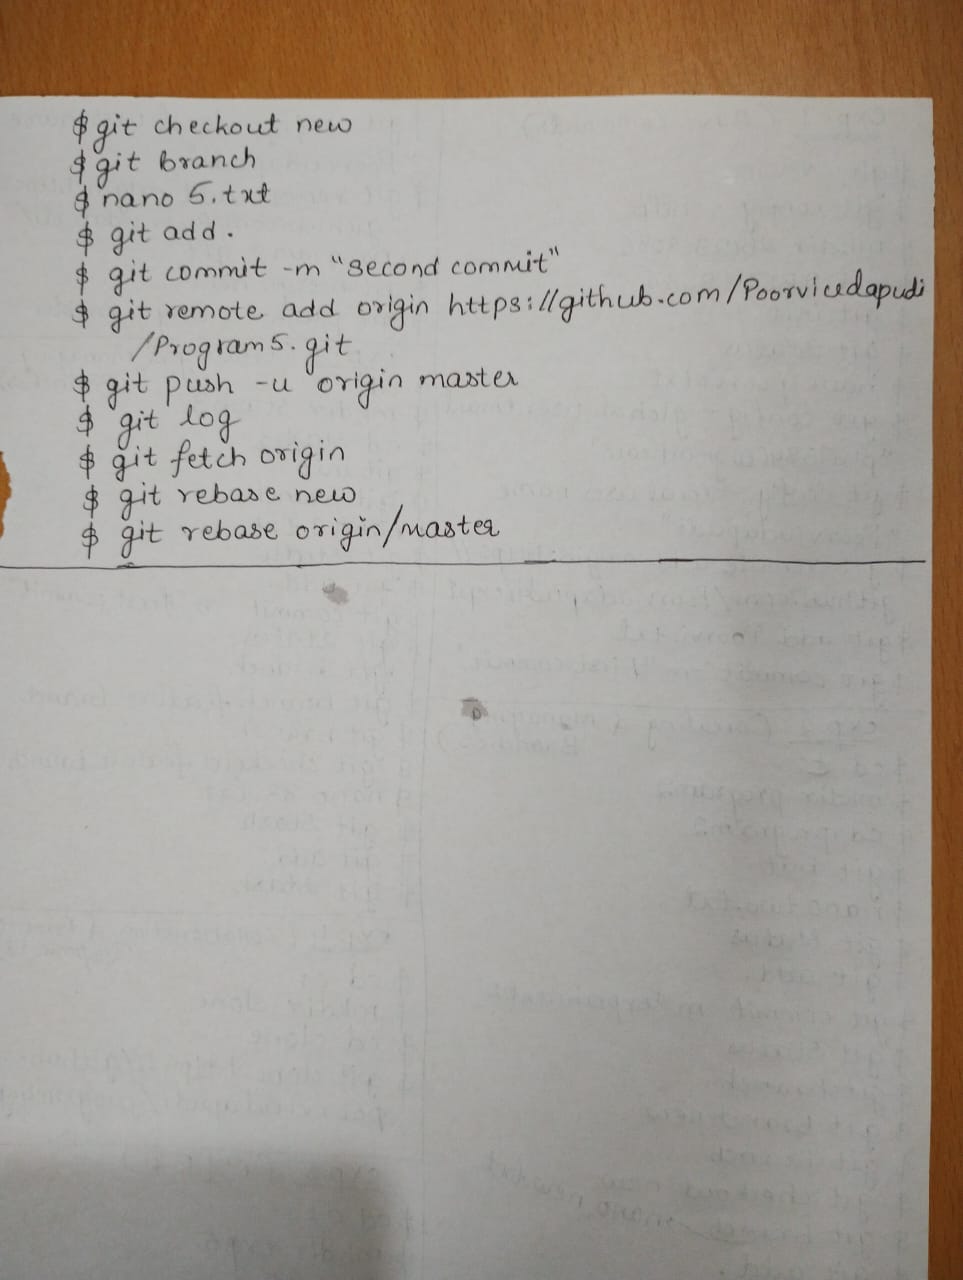 $ git checkout new
$ git branch
$ nano 5.txt
$ git add .
$ git commit -m "second commit"
$ git remote add origin https://github.com/Poorvicedapudi
/Program5.git
$ git push -u origin master
$ git log
$ git fetch origin
$ git rebase new
$ git rebase origin/master